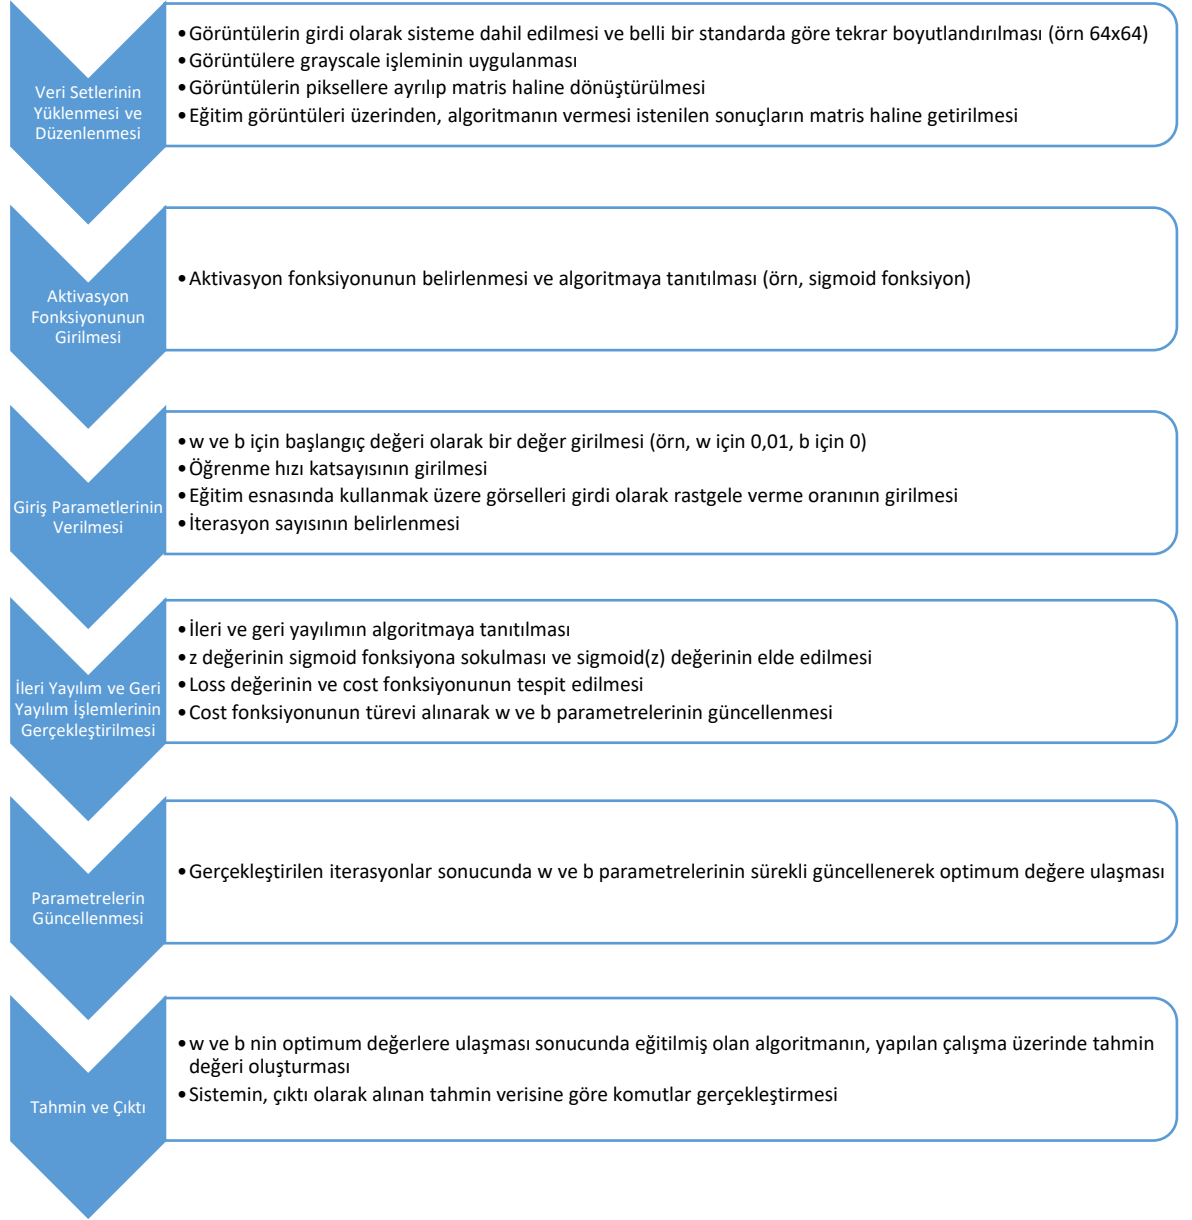 Veri Setlerinin
Yüklenmesi ve
Düzenlenmesi
•Görüntülerin girdi olarak sisteme dahil edilmesi ve belli bir standarda göre tekrar boyutlandırılması (örn 64x64)
•Görüntülere grayscale işleminin uygulanması
•Görüntülerin piksellere ayrılıp matris haline dönüştürülmesi
•Eğitim görüntüleri üzerinden, algoritmanın vermesi istenilen sonuçların matris haline getirilmesi
Aktivasyon
Fonksiyonunun
Girilmesi
•Aktivasyon fonksiyonunun belirlenmesi ve algoritmaya tanıtılması (örn, sigmoid fonksiyon)
Giriş Parametlerinin
Verilmesi
•w ve b için başlangıç değeri olarak bir değer girilmesi (örn, w için 0,01, b için 0)
•Öğrenme hızı katsayısının girilmesi
•Eğitim esnasında kullanmak üzere görselleri girdi olarak rastgele verme oranının girilmesi
•İterasyon sayısının belirlenmesi
İleri Yayılım ve Geri
Yayılım İşlemlerinin
Gerçekleştirilmesi
•İleri ve geri yayılımın algoritmaya tanıtılması
•z değerinin sigmoid fonksiyona sokulması ve sigmoid(z) değerinin elde edilmesi
•Loss değerinin ve cost fonksiyonunun tespit edilmesi
•Cost fonksiyonunun türevi alınarak w ve b parametrelerinin güncellenmesi
Parametrelerin
Güncellenmesi
•Gerçekleştirilen iterasyonlar sonucunda w ve b parametrelerinin sürekli güncellenerek optimum değere ulaşması
Tahmin ve Çıktı
•w ve b nin optimum değerlere ulaşması sonucunda eğitilmiş olan algoritmanın, yapılan çalışma üzerinde tahmin
değeri oluşturması
•Sistemin, çıktı olarak alınan tahmin verisine göre komutlar gerçekleştirmesi